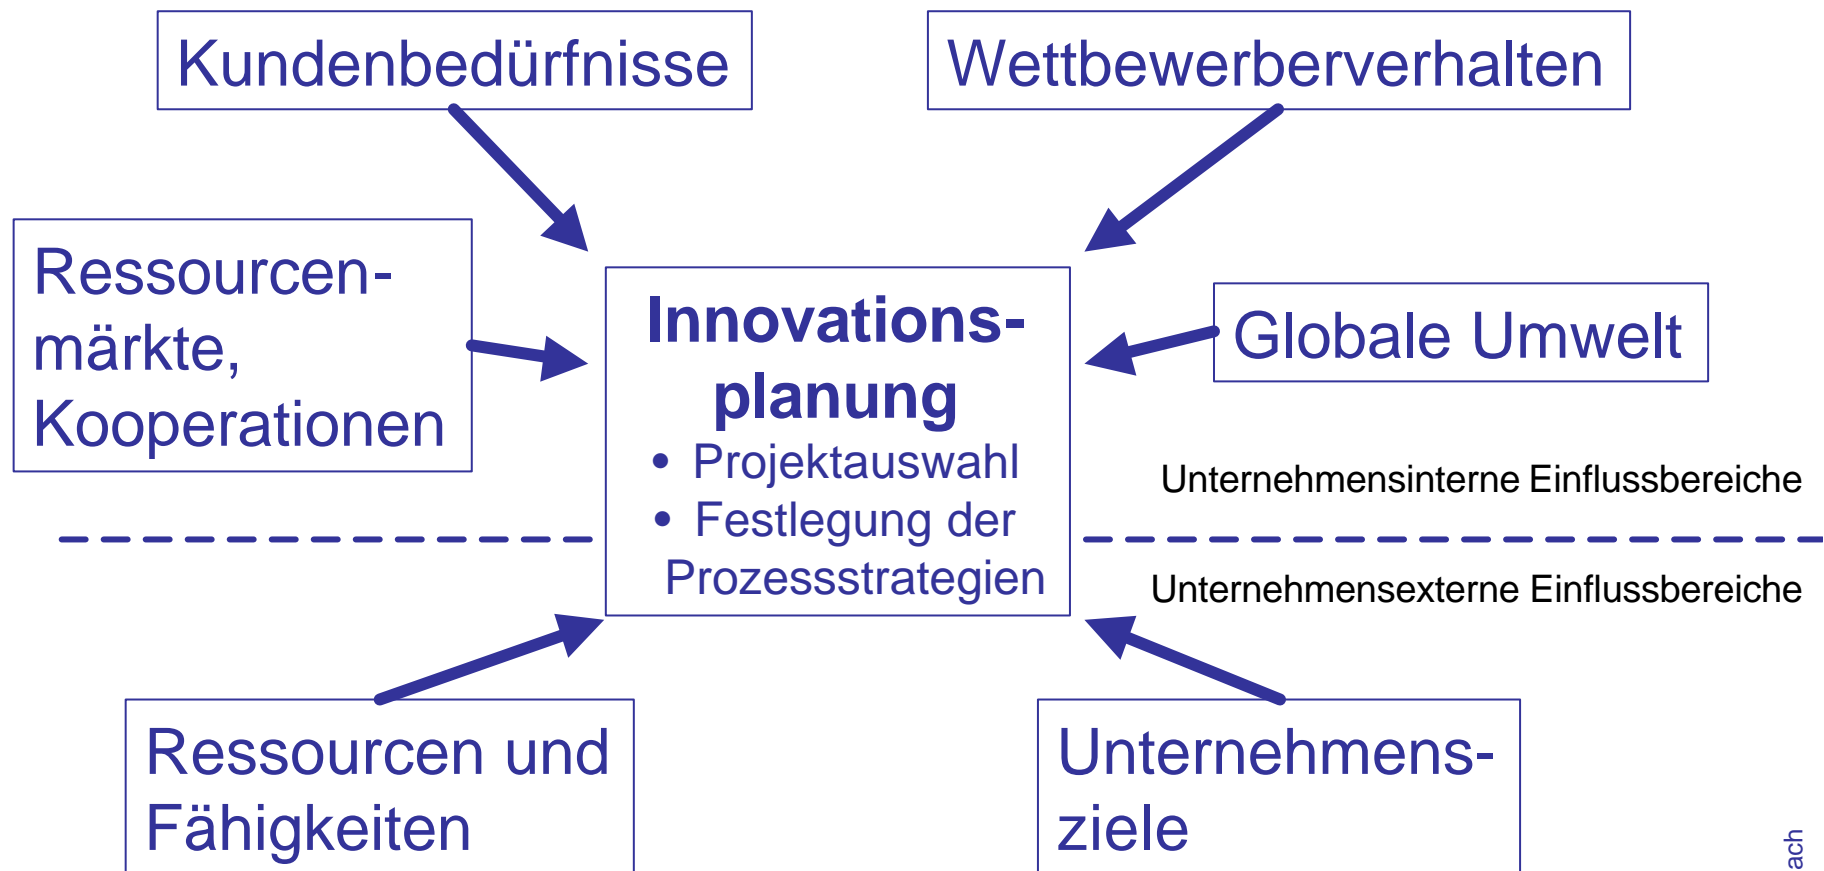 Kundenbedürfnisse
Wettbewerberverhalten
Ressourcen-
märkte,
Kooperationen
Innovations-
planung
• Projektauswahl
• Festlegung der
Prozessstrategien
Globale Umwelt
Unternehmensinterne Einflussbereiche
Unternehmensexterne Einflussbereiche
Ressourcen und
Fähigkeiten
Unternehmens-
ziele
ach